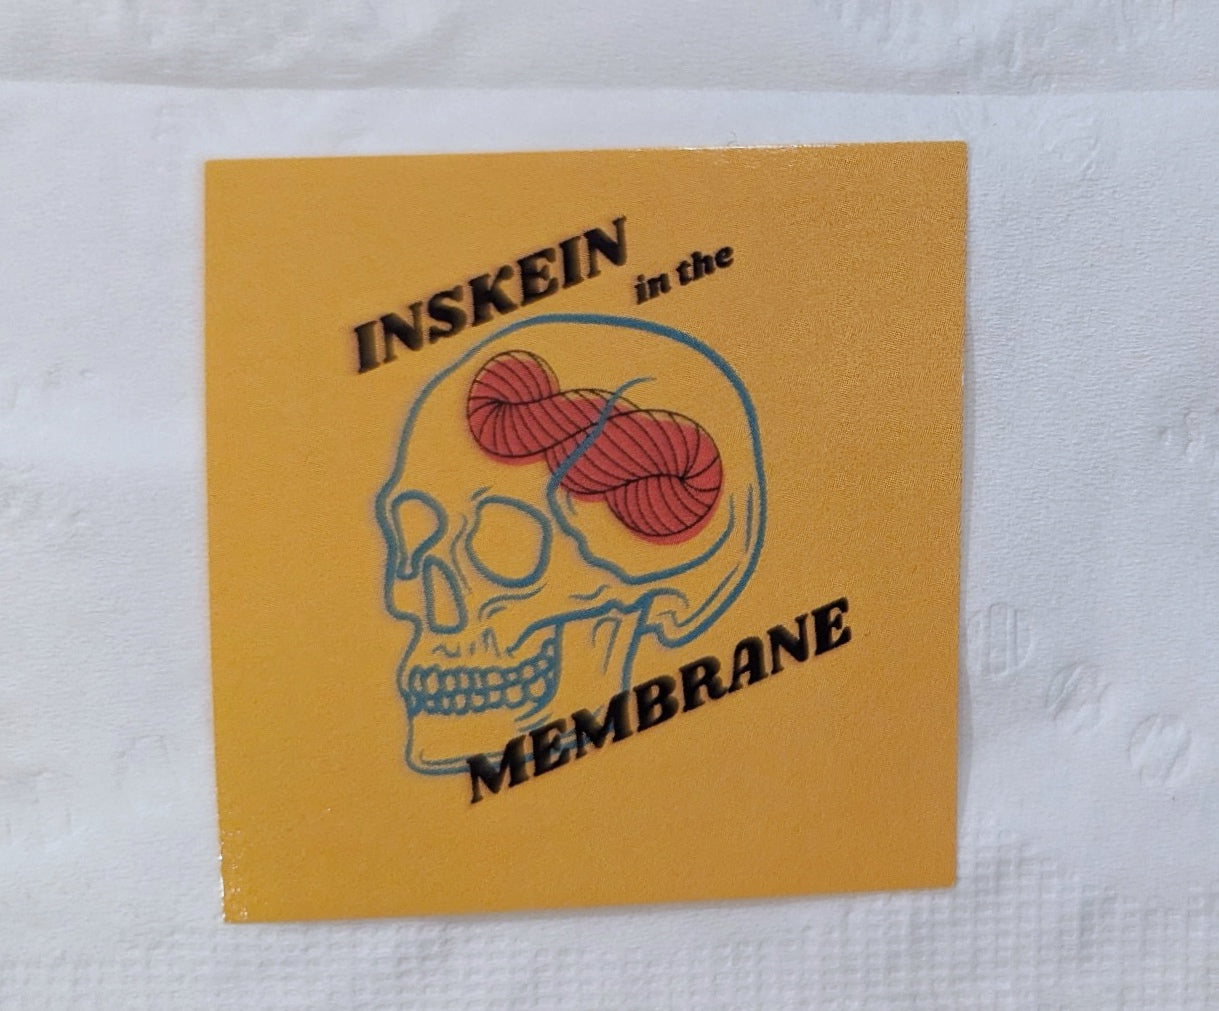 INSKEIN
in the
MEMBRANE